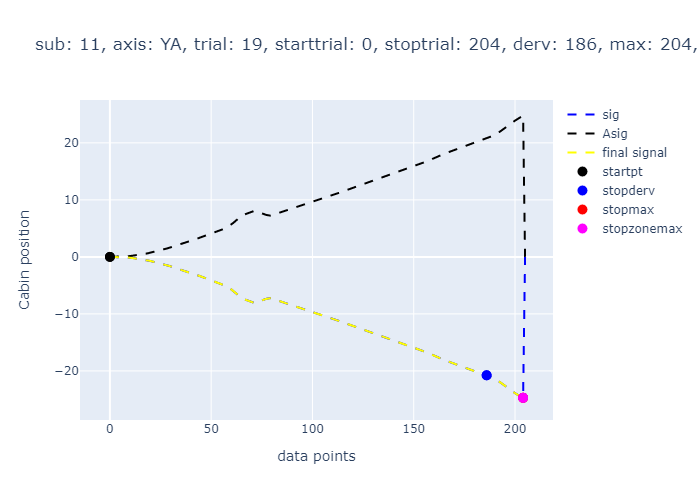 sub: 11, axis: YA, trial: 19, starttrial: 0, stoptrial: 204, derv: 186, max: 204,
sig
Asig
final signal
startpt
stopderv
stopmax
stopzonemax
Cabin position
20
10
0
−10
−20
0
50
100
150
200
data points